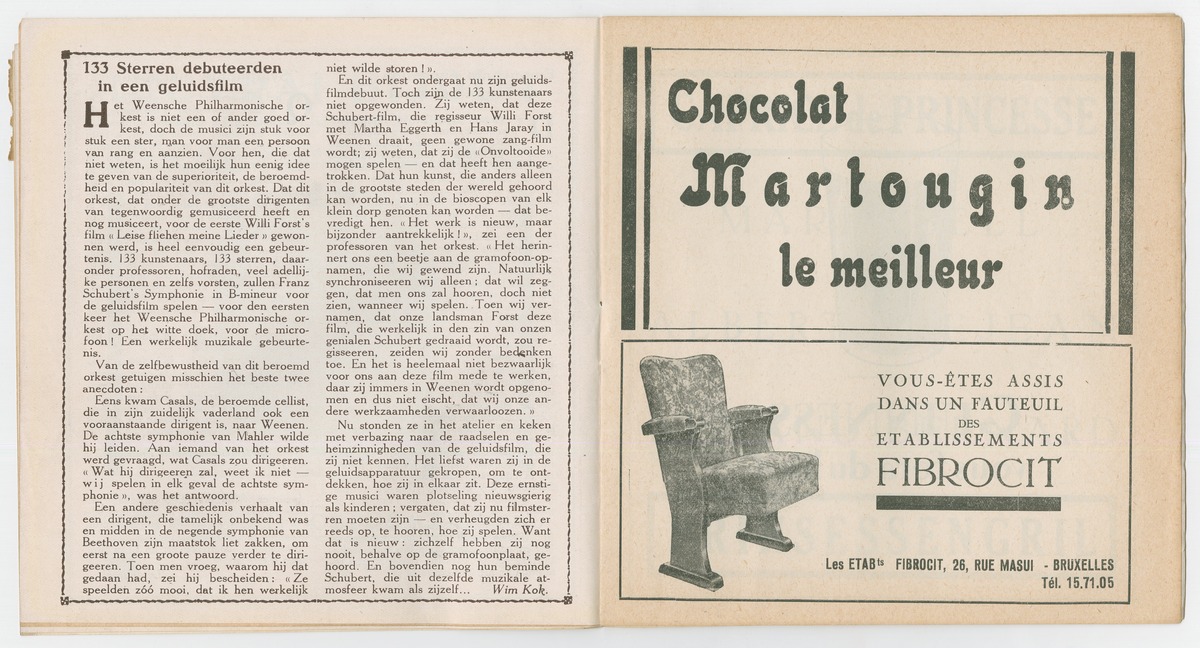 133 Sterren debuteerden
in een geluidsfilm
Het Weensche Philharmonische or-
kest is niet een of ander goed or-
kest, doch de musici zijn stuk voor
stuk een ster, man voor man een persoon
van rang en aanzien. Voor hen, die dat
niet weten, is het moeilijk hun eenig idee
te geven van de superioriteit, de beroemd-
heid en populariteit van dit orkest. Dat dit
orkest, dat onder de grootste dirigenten
van tegenwoordig gemusiceerd heeft en
nog musiceert, voor de eerste Willi Forst's
film « Leise fliehen meine Lieder » gewon-
nen werd, is heel eenvoudig een gebeur-
tenis. 133 kunstenaars, 133 sterren, daar-
onder professoren, hofraden, veel adellij-
ke personen en zelfs vorsten, zullen Franz
Schubert's Symphonie in B-mineur voor
de geluidsfilm spelen — voor den eersten
keer het Weensche Philharmonische or-
kest op het witte doek, voor de micro-
foon ! Een werkelijk muzikale gebeurte-
nis.
Van de zelfbewustheid van dit beroemd
orkest getuigen misschien het beste twee
anecdoten :
Eens kwam Casals, de beroemde cellist,
die in zijn zuidelijk vaderland ook een
vooraanstaande dirigent is, naar Weenen.
De achtste symphonie van Mahler wilde
hij leiden. Aan iemand van het orkest
werd gevraagd, wat Casals zou dirigeeren.
« Wat hij dirigeeren zal, weet ik niet —
wij spelen in elk geval de achtste sym-
phonie », was het antwoord.
Een andere geschiedenis verhaalt van
een dirigent, die tamelijk onbekend was
en midden in de negende symphonie van
Beethoven zijn maatstok liet zakken, om
eerst na een groote pauze verder te diri-
geeren. Toen men vroeg, waarom hij dat
gedaan had, zei hij bescheiden : « Ze
speelden zóó mooi, dat ik hen werkelijk
niet wilde storen ! ».
En dit orkest ondergaat nu zijn geluids-
filmdebuut. Toch zijn de 133 kunstenaars
niet opgewonden. Zij weten, dat deze
Schubert-film, die regisseur Willi Forst
met Martha Eggerth en Hans Jaray in
Weenen draait, geen gewone zang-film
wordt; zij weten, dat zij de «Onvoltooide»
mogen spelen — en dat heeft hen aange-
trokken. Dat hun kunst, die anders alleen
in de grootste steden der wereld gehoord
kan worden, nu in de bioscopen van elk
klein dorp genoten kan worden — dat be-
vredigt hen. « Het werk is nieuw, maar
bijzonder aantrekkelijk ! », zei een der
professoren van het orkest. « Het herin-
nert ons een beetje aan de gramofoon-op-
namen, die wij gewend zijn. Natuurlijk
synchroniseeren wij alleen; dat wil zeg-
gen, dat men ons zal hooren, doch niet
zien, wanneer wij spelen. Toen wij ver-
namen, dat onze landsman Forst deze
film, die werkelijk in den zin van onzen
genialen Schubert gedraaid wordt, zou re-
gisseeren, zeiden wij zonder bedenken
toe. En het is heelemaal niet bezwaarlijk
voor ons aan deze film mede te werken,
daar zij immers in Weenen wordt opgeno-
men en dus niet eischt, dat wij onze an-
dere werkzaamheden verwaarloozen. »
Nu stonden ze in het atelier en keken
met verbazing naar de raadselen en ge-
heimzinnigheden van de geluidsfilm, die
zij niet kennen. Het liefst waren zij in de
geluidsapparatuur gekropen, om te ont-
dekken, hoe zij in elkaar zit. Deze ernsti-
ge musici waren plotseling nieuwsgierig
als kinderen ; vergaten, dat zij nu filmster-
ren moeten zijn — en verheugden zich er
reeds op, te hooren, hoe zij spelen. Want
dat is nieuw : zichzelf hebben zij nog
nooit, behalve op de gramofoonplaat, ge-
hoord. En bovendien nog hun beminde
Schubert, die uit dezelfde muzikale at-
mosfeer kwam als zijzelf... Wim Kok.
Chocolat
Martougin
le meilleur
VOUS-ÊTES ASSIS
DANS UN FAUTEUIL
DES
ETABLISSEMENTS
FIBROCIT
Les ETABts FIBROCIT, 26, RUE MASUI - BRUXELLES
Tél. 15.71.05